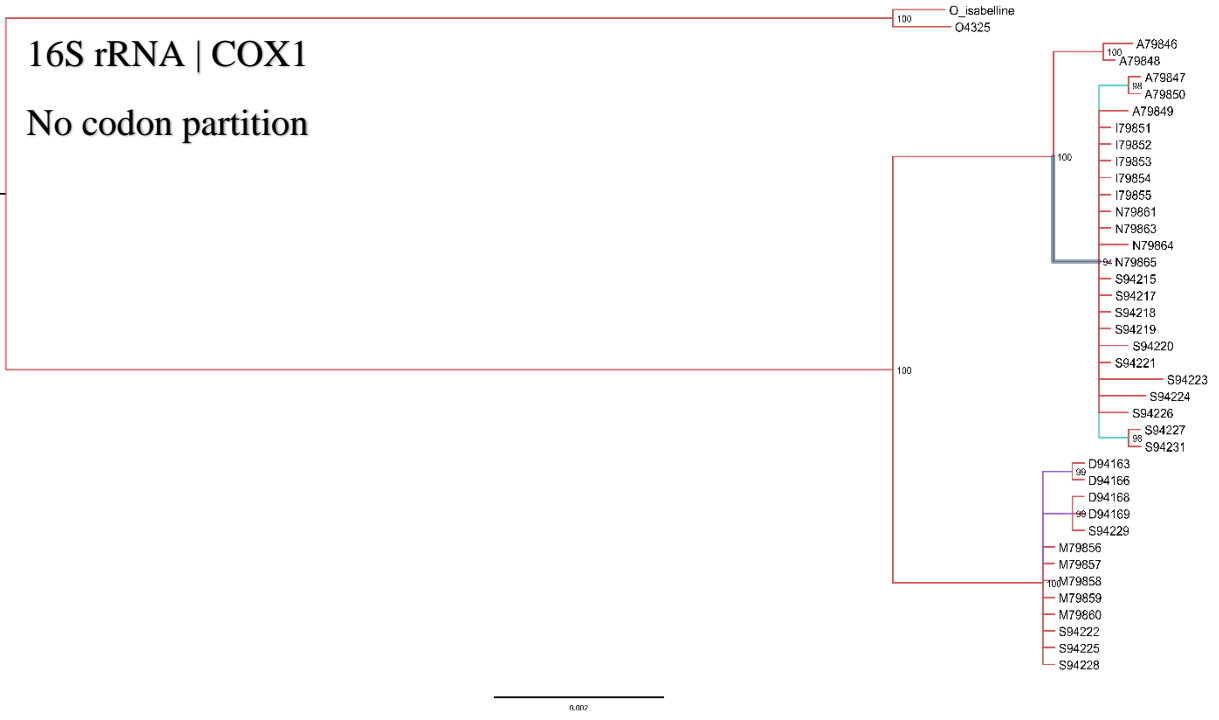 O_isabelline
100
O4325
16S rRNA | COX1
No codon partition
A79846
100
A79848
A79847
98
A79850
A79849
I79851
I79852
I79853
100
I79854
I79855
N79861
N79863
N79864
94
N79865
S94215
S94217
S94218
S94219
S94220
S94221
100
S94223
S94224
S94226
S94227
98
S94231
D94163
99
D94166
D94168
99
D94169
S94229
M79856
M79857
M79858
100
M79859
M79860
S94222
S94225
S94228
0.002